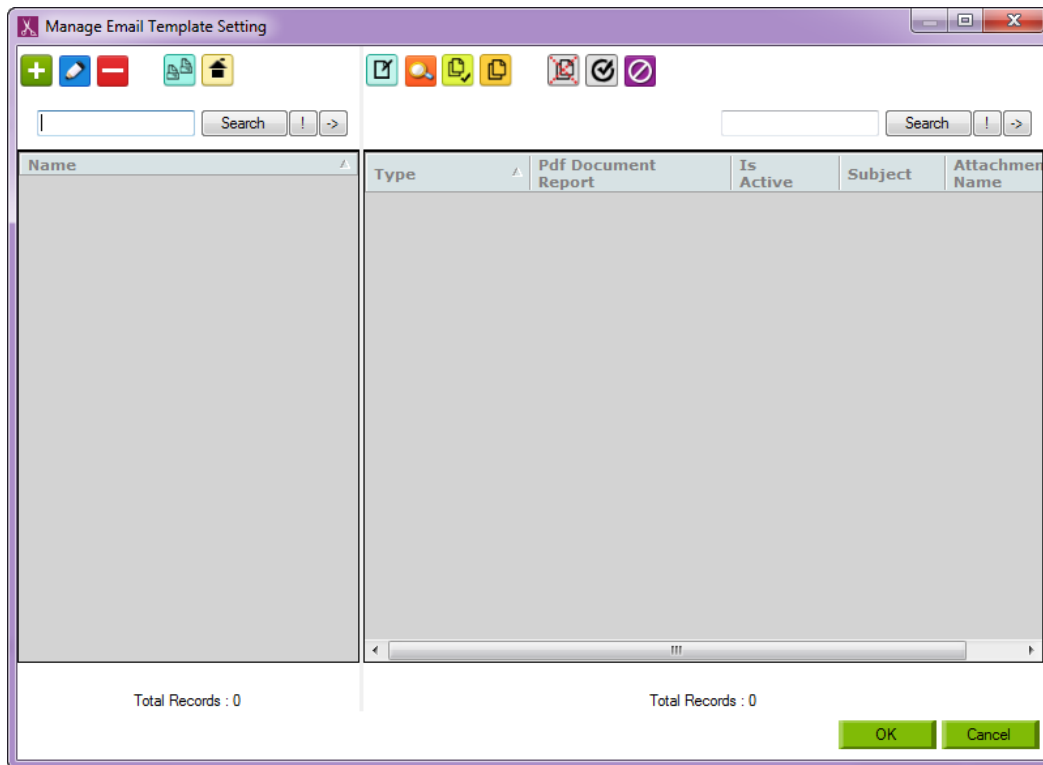 Manage Email Template Setting
Search ! ->
Search ! ->
Name
Type Pdf Document Report Is Active Subject Attachmen Name
Total Records : 0
Total Records : 0
OK Cancel